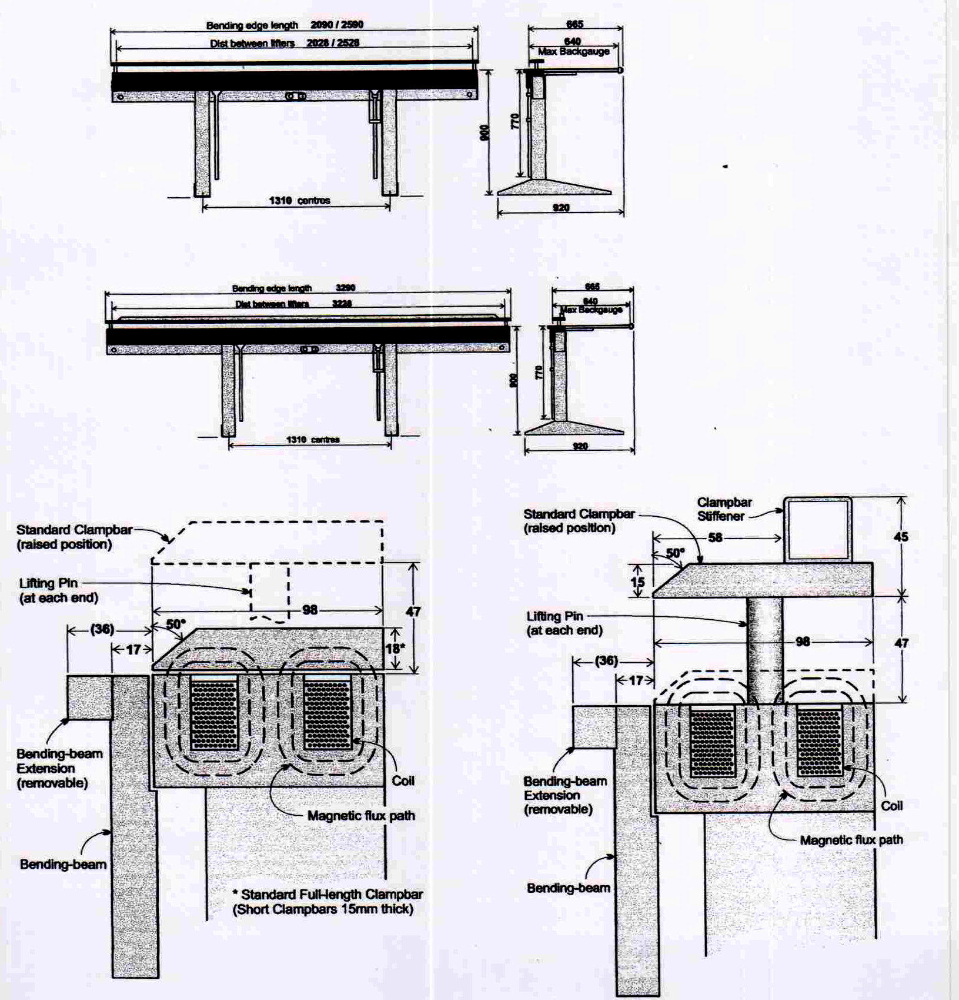 Bending edge length 2090 / 2590
Dist between lifters 2028 / 2528
665
640
Max Backgauge
900
770
1310 centres
920
Bending edge length 3290
Dist between lifters 3228
665
640
Max Backgauge
900
770
1310 centres
920
Standard Clampbar
(raised position)
Lifting Pin
(at each end)
98
47
50°
(36)
17
18*
Bending-beam
Extension
(removable)
Coil
Magnetic flux path
Bending-beam
* Standard Full-length Clampbar
(Short Clampbars 15mm thick)
Clampbar
Stiffener
Standard Clampbar
(raised position)
58
45
50°
15
Lifting Pin
(at each end)
98
47
(36)
17
Bending-beam
Extension
(removable)
Coil
Magnetic flux path
Bending-beam